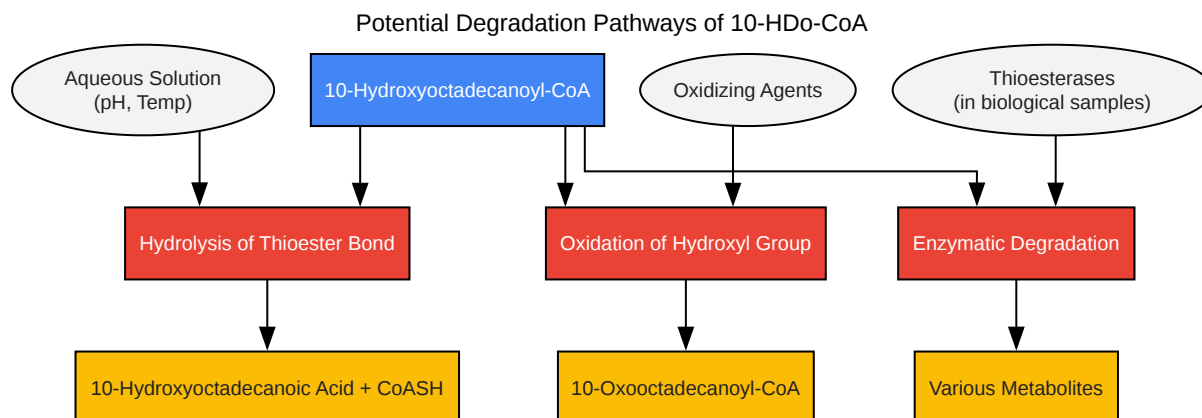 Potential Degradation Pathways of 10-HDo-CoA
Aqueous Solution
(pH, Temp)
10-Hydroxyoctadecanoyl-CoA
Oxidizing Agents
Thioesterases
(in biological samples)
Hydrolysis of Thioester Bond
Oxidation of Hydroxyl Group
Enzymatic Degradation
10-Hydroxyoctadecanoic Acid + CoASH
10-Oxooctadecanoyl-CoA
Various Metabolites